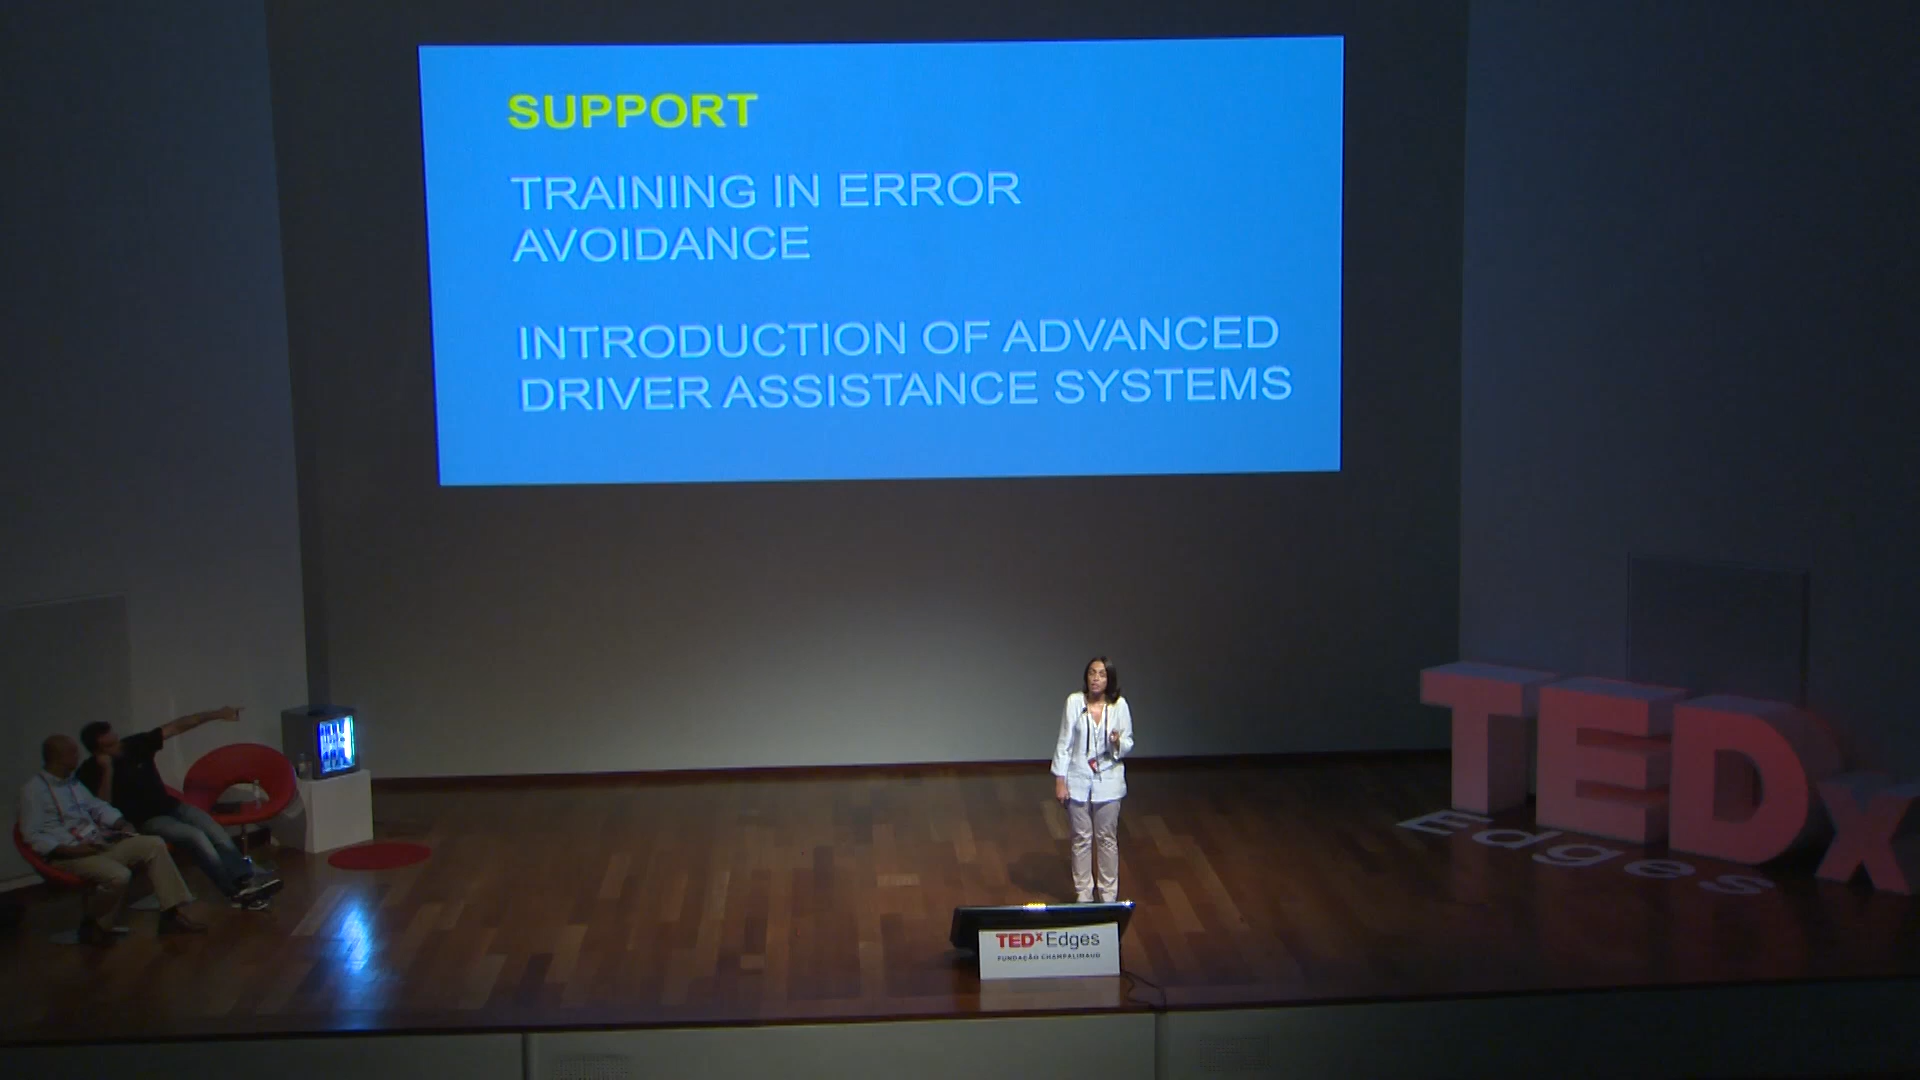 SUPPORT
TRAINING IN ERROR
AVOIDANCE
INTRODUCTION OF ADVANCED
DRIVER ASSISTANCE SYSTEMS
TEDx
Edges
TEDx Edges
FUNDAÇÃO CHAMPALIMAUD